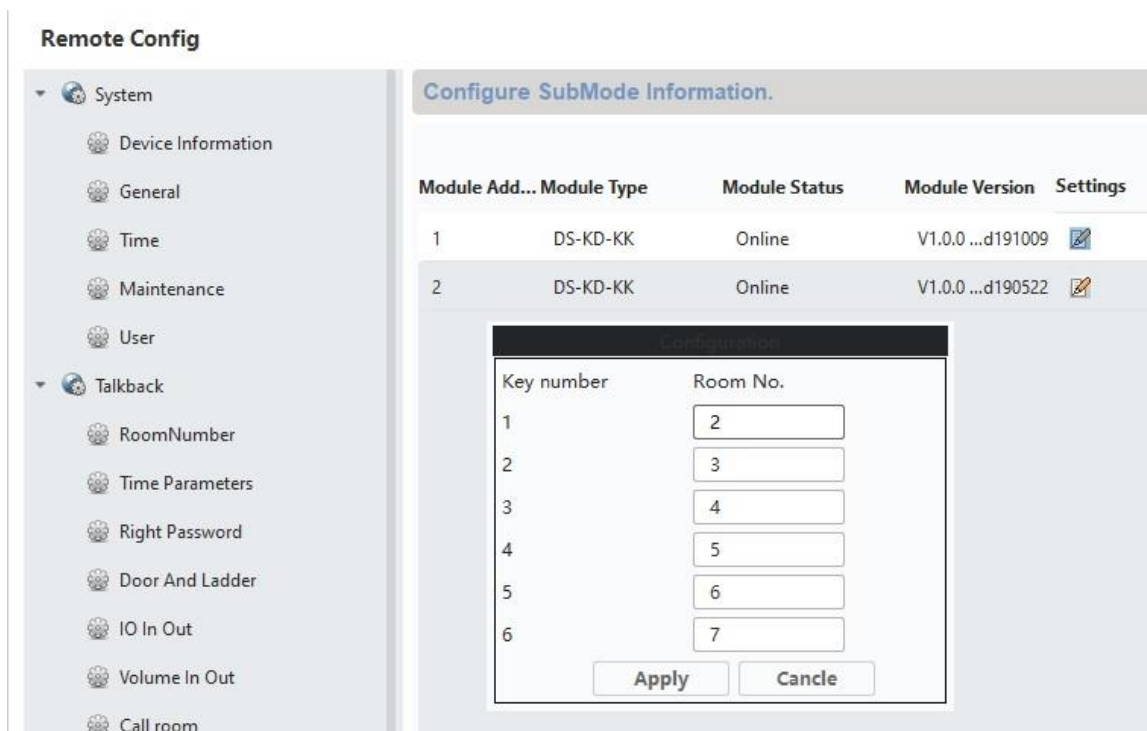 Remote Config
System
Device Information
General
Time
Maintenance
User
Talkback
RoomNumber
Time Parameters
Right Password
Door And Ladder
IO In Out
Volume In Out
Call room
Configure SubMode Information.
Module Add... Module Type Module Status Module Version Settings
1 DS-KD-KK Online V1.0.0 ...d191009
2 DS-KD-KK Online V1.0.0 ...d190522
Configuration
Key number Room No.
1 2
2 3
3 4
4 5
5 6
6 7
Apply Cancle